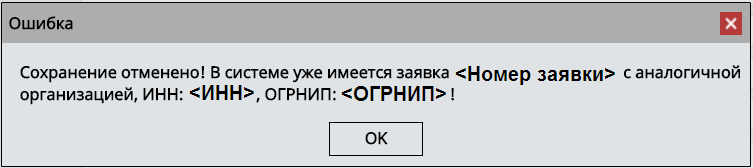 Ошибка
Сохранение отменено! В системе уже имеется заявка <Номер заявки> с аналогичной
организацией, ИНН: <ИНН>, ОГРНИП: <ОГРНИП> !
OK